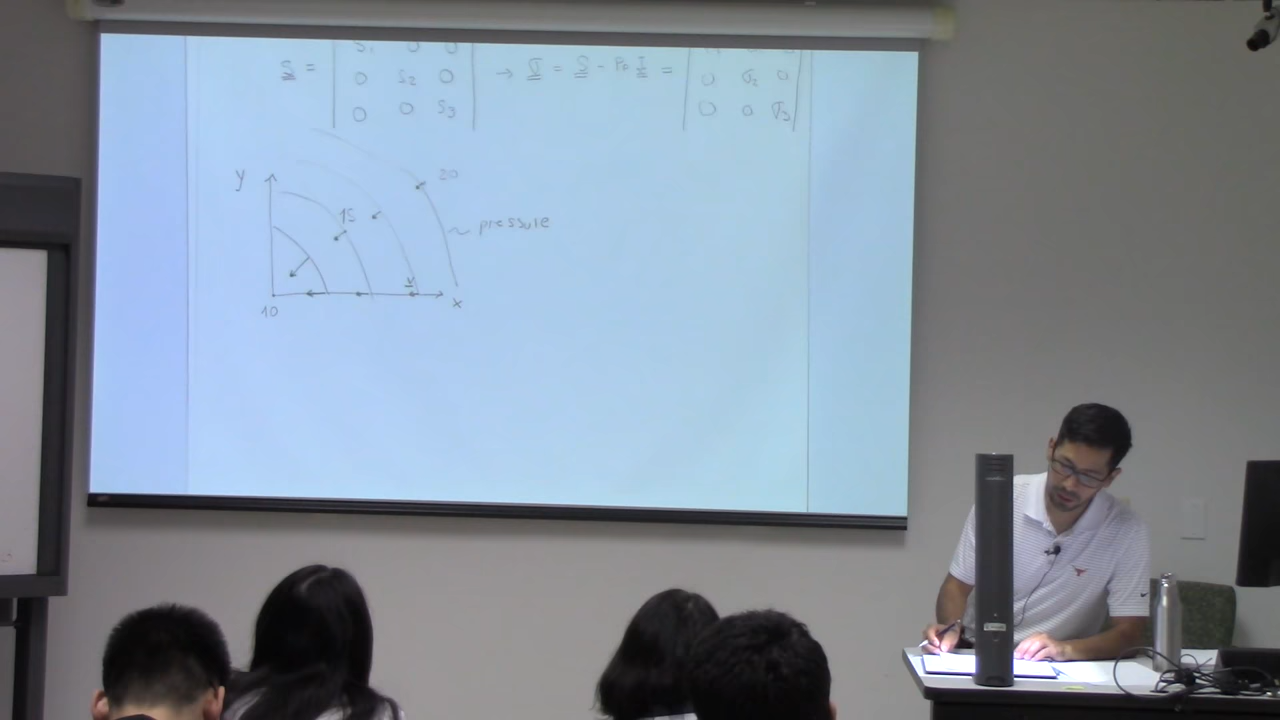 S₁ 0 0
S = 0 S₂ 0 → σ = S - Pₚ I = 0 σ₂ 0
0 0 S₃ 0 0 σ₃
y 20
15 ~ pressure
v
x
10